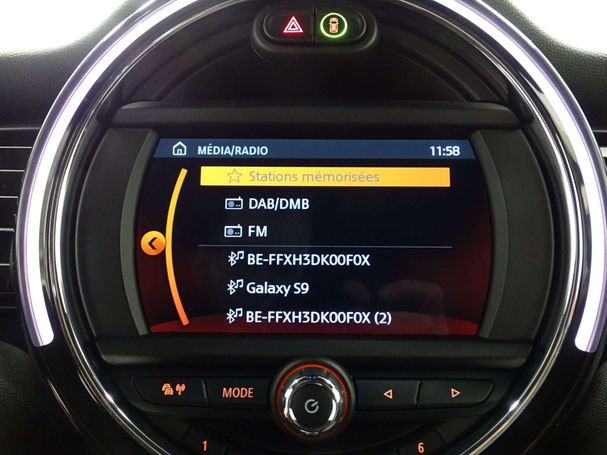 MÉDIA/RADIO 11:58
Stations mémorisées
DAB/DMB
FM
BE-FFXH3DK00F0X
Galaxy S9
BE-FFXH3DK00F0X (2)
MODE
1 6